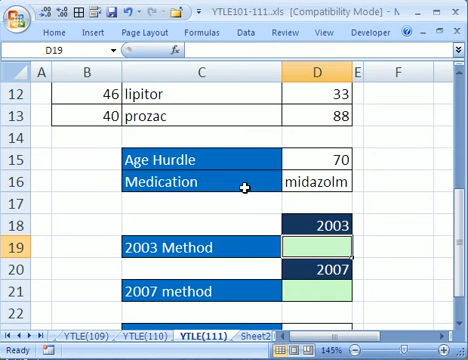 YTLE101-111...xls [Compatibility Mode] - ...
Home Insert Page Layout Formulas Data Review View Developer
D19 fx
A B C D E F
12 46 lipitor 33
13 40 prozac 88
14
15 Age Hurdle 70
16 Medication midazolm
17
18 2003
19 2003 Method
20 2007
21 2007 method
22
YTLE(109) YTLE(110) YTLE(111) Sheet2
Ready 145%